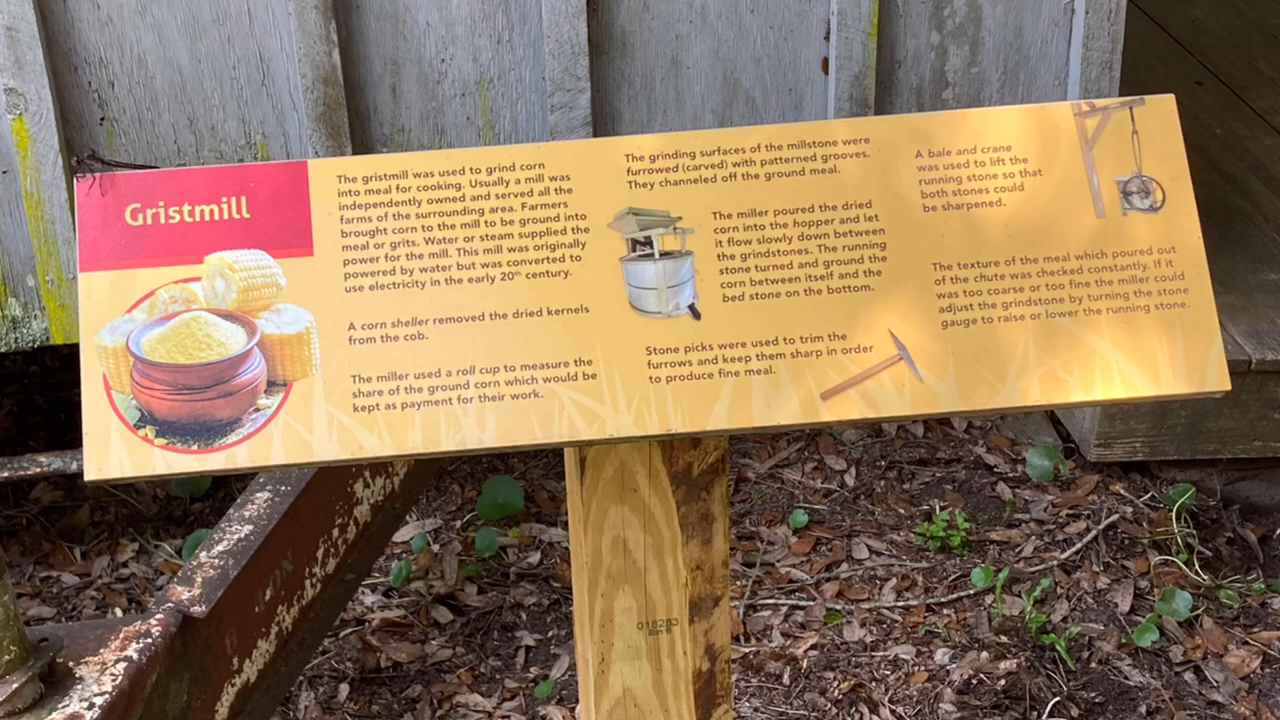 Gristmill
The gristmill was used to grind corn
into meal for cooking. Usually a mill was
independently owned and served all the
farms of the surrounding area. Farmers
brought corn to the mill to be ground into
meal or grits. Water or steam supplied the
power for the mill. This mill was originally
powered by water but was converted to
use electricity in the early 20th century.
A corn sheller removed the dried kernels
from the cob.
The miller used a roll cup to measure the
share of the ground corn which would be
kept as payment for their work.
The grinding surfaces of the millstone were
furrowed (carved) with patterned grooves.
They channeled off the ground meal.
The miller poured the dried
corn into the hopper and let
it flow slowly down between
the grindstones. The running
stone turned and ground the
corn between itself and the
bed stone on the bottom.
Stone picks were used to trim the
furrows and keep them sharp in order
to produce fine meal.
A bale and crane
was used to lift the
running stone so that
both stones could
be sharpened.
The texture of the meal which poured out
of the chute was checked constantly. If it
was too coarse or too fine the miller could
adjust the grindstone by turning the stone
gauge to raise or lower the running stone.
018283